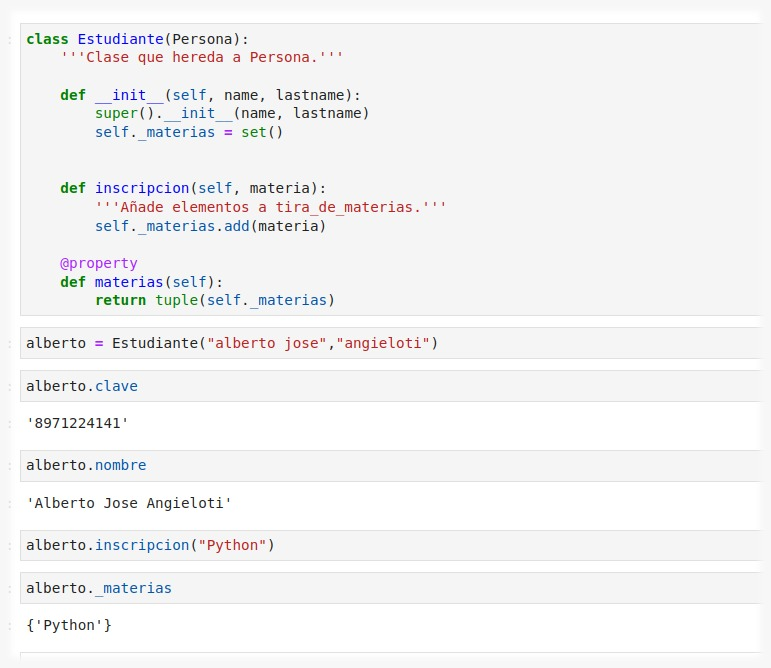 class Estudiante(Persona):
    '''Clase que hereda a Persona.'''
    def __init__(self, name, lastname):
        super().__init__(name, lastname)
        self._materias = set()
    def inscripcion(self, materia):
        '''Añade elementos a tira_de_materias.'''
        self._materias.add(materia)
    @property
    def materias(self):
        return tuple(self._materias)
alberto = Estudiante("alberto jose","angieloti")
alberto.clave
'8971224141'
alberto.nombre
'Alberto Jose Angieloti'
alberto.inscripcion("Python")
alberto._materias
{'Python'}